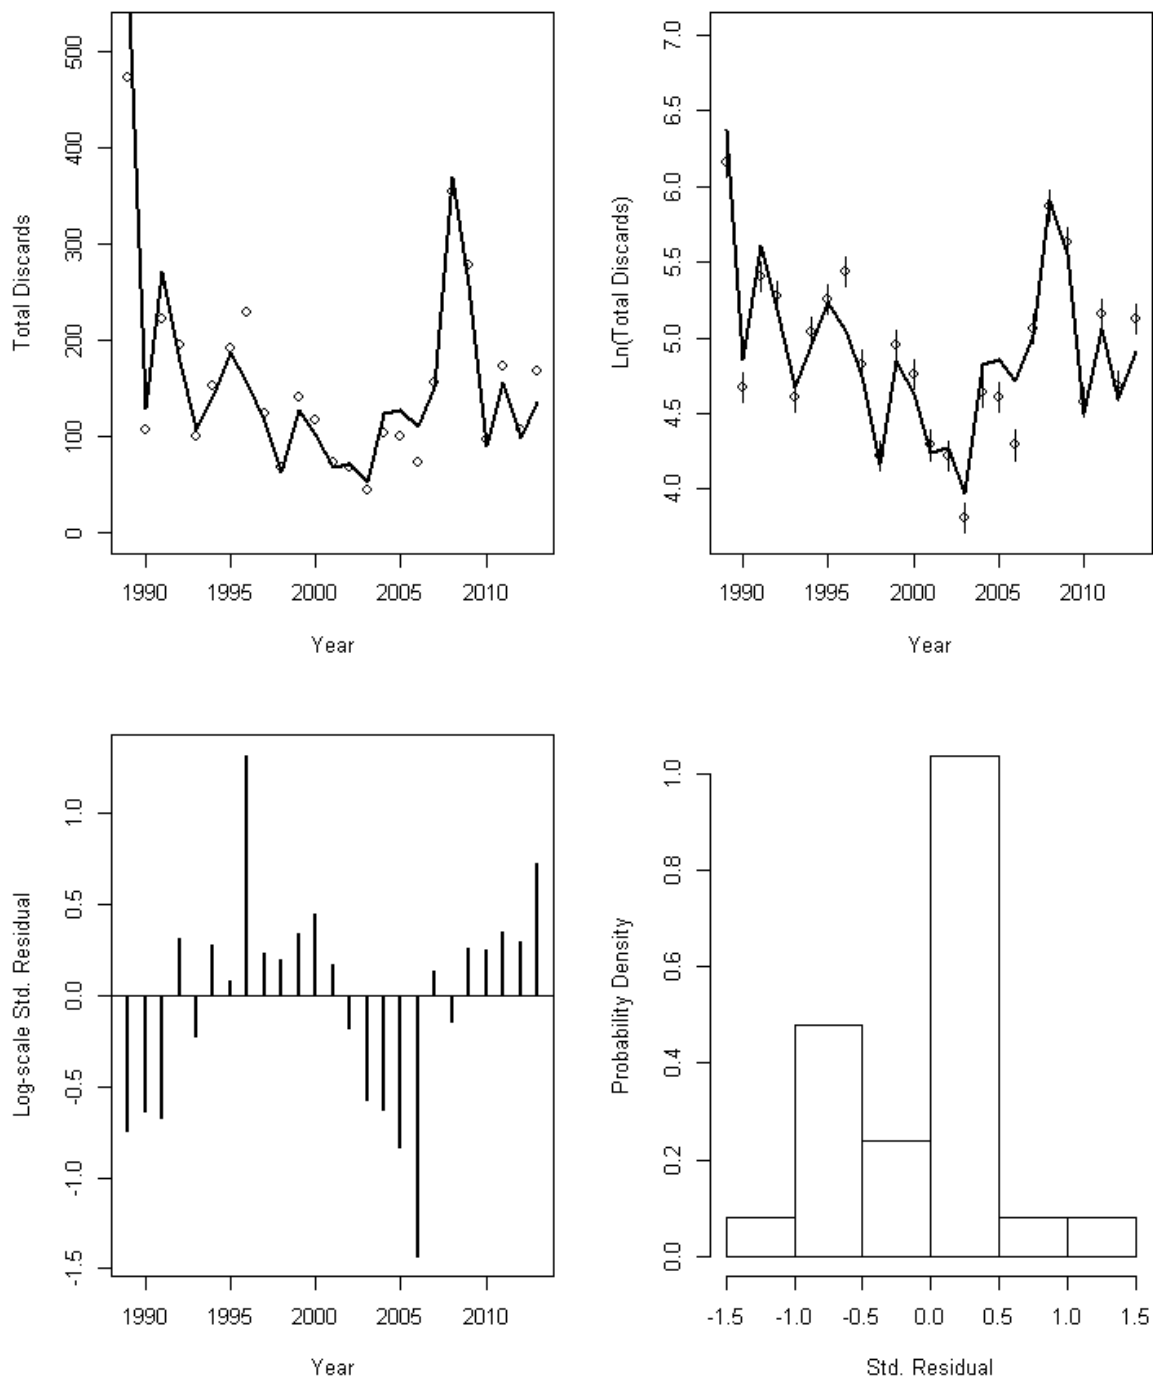 Total Discards
0 100 200 300 400 500
1990 1995 2000 2005 2010
Year
Ln(Total Discards)
4.0 4.5 5.0 5.5 6.0 6.5 7.0
1990 1995 2000 2005 2010
Year
Log-scale Std. Residual
-1.5 -1.0 -0.5 0.0 0.5 1.0
1990 1995 2000 2005 2010
Year
Probability Density
0.0 0.2 0.4 0.6 0.8 1.0
-1.5 -1.0 -0.5 0.0 0.5 1.0 1.5
Std. Residual